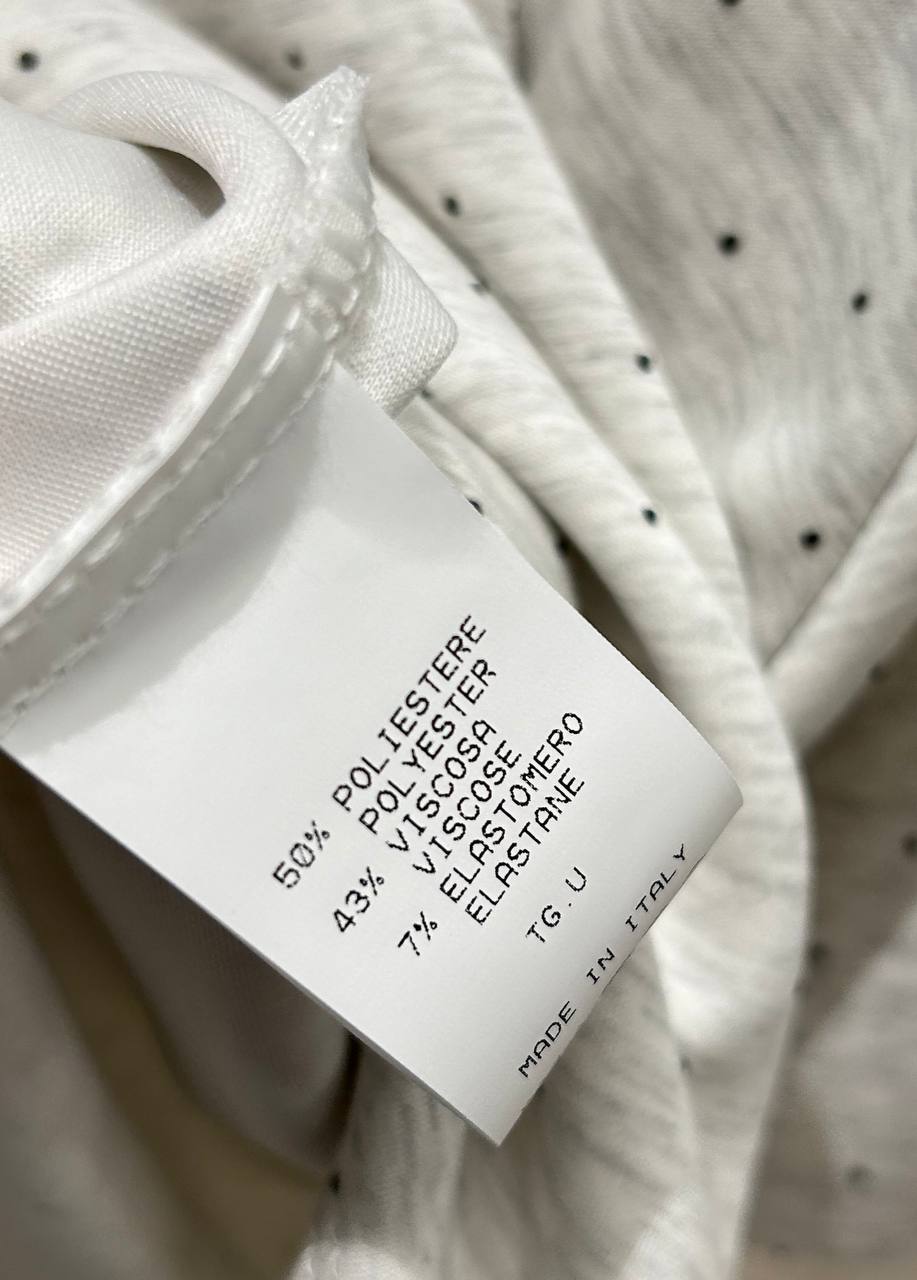 50% POLIESTERE
POLYESTER
43% VISCOSA
VISCOSE
7% ELASTOMERO
ELASTANE
TG.U
MADE IN ITALY